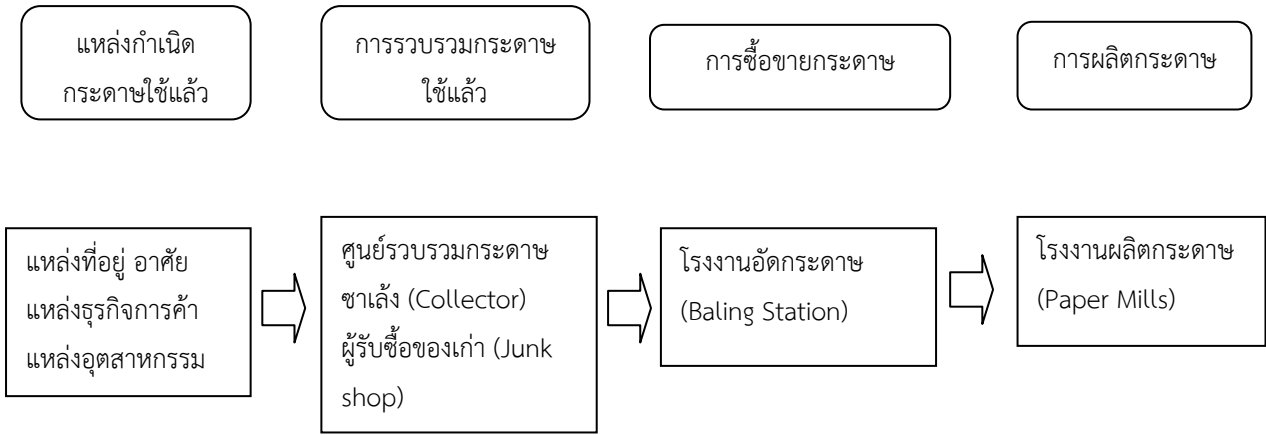 แหล่งกำเนิด
กระดาษใช้แล้ว
การรวบรวมกระดาษ
ใช้แล้ว
การซื้อขายกระดาษ
การผลิตกระดาษ
แหล่งที่อยู่ อาศัย
แหล่งธุรกิจการค้า
แหล่งอุตสาหกรรม
ศูนย์รวบรวมกระดาษ
ซาเล้ง (Collector)
ผู้รับซื้อของเก่า (Junk
shop)
โรงงานอัดกระดาษ
(Baling Station)
โรงงานผลิตกระดาษ
(Paper Mills)